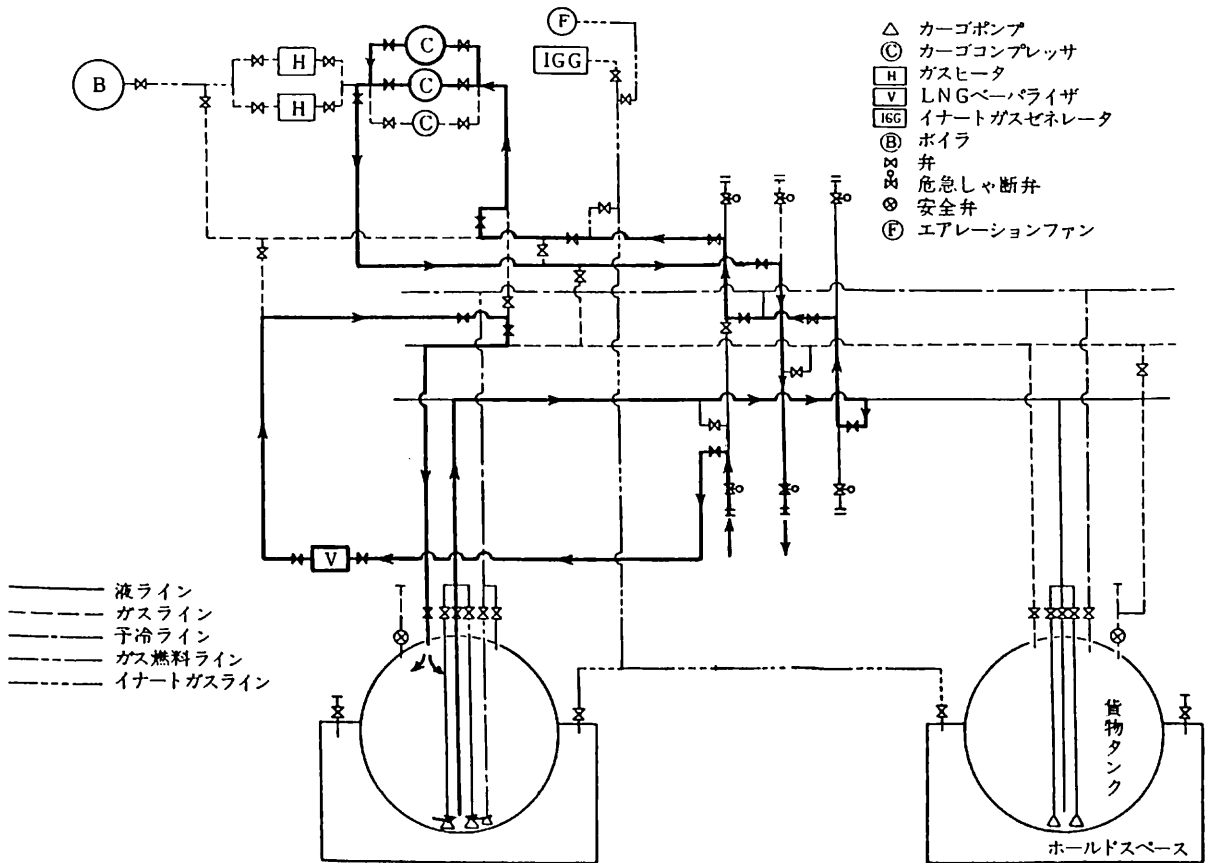 F
IGG
B
H
H
C
C
C
△ カーゴポンプ
C カーゴコンプレッサ
H ガスヒータ
V LNGベーパライザ
IGG イナートガスゼネレータ
B ボイラ
弁
危急しゃ断弁
安全弁
F エアレーションファン
V
液ライン
ガスライン
予冷ライン
ガス燃料ライン
イナートガスライン
貨物タンク
ホールドスペース